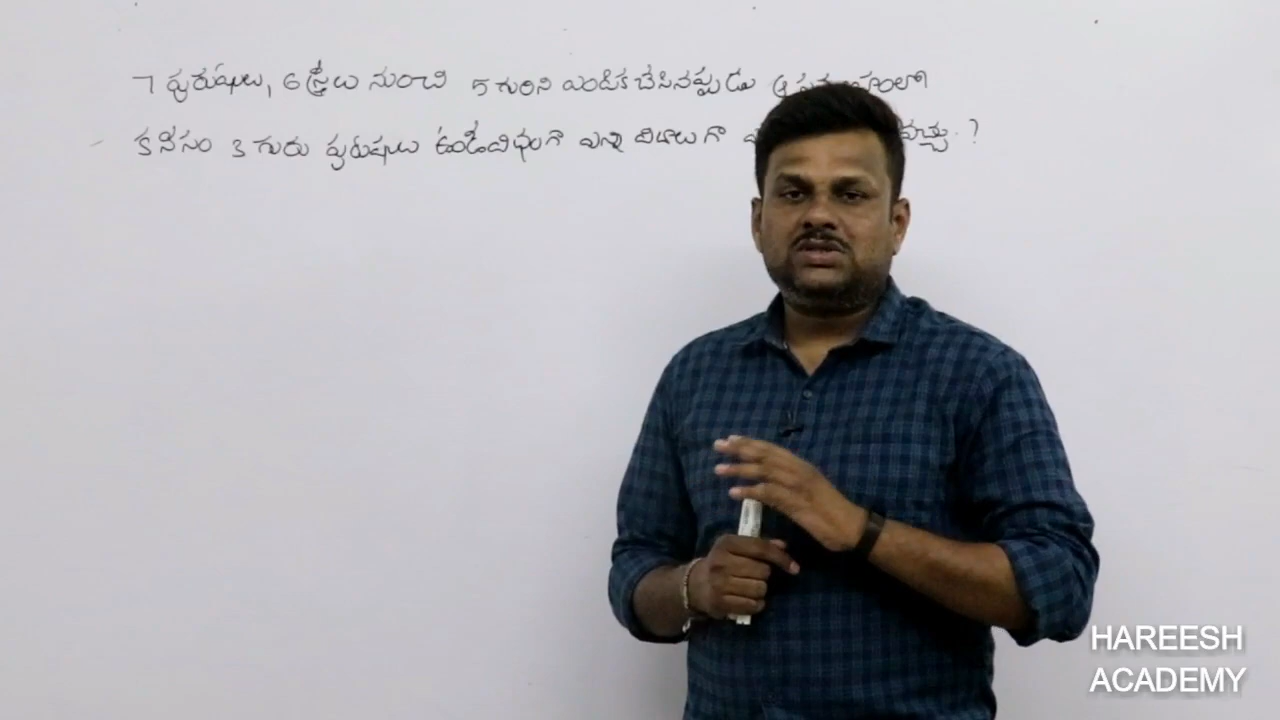 7 పురుషులు, 6 స్త్రీలు నుంచి 5 గురిని ఎంపిక చేసినప్పుడు ఆ
కనీసం 3 గురు పురుషులు ఉండేవిధంగా ఎన్ని విధాలుగా
HAREESH
ACADEMY